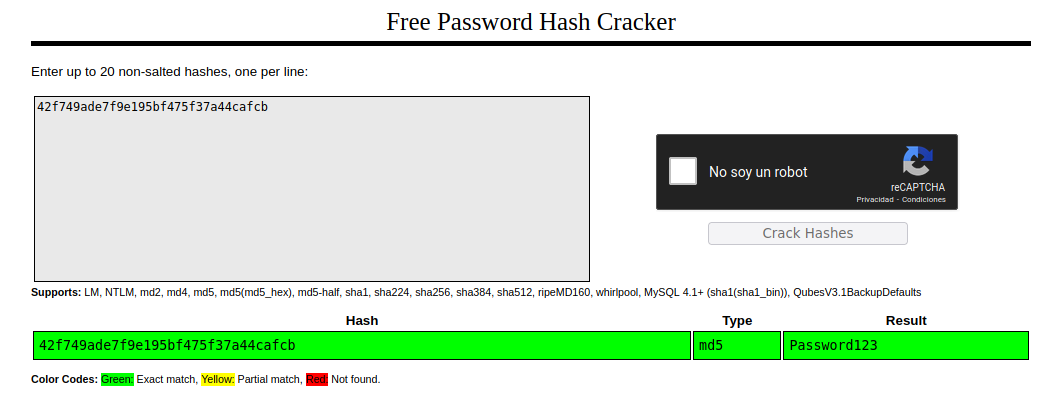 Free Password Hash Cracker
Enter up to 20 non-salted hashes, one per line:
42f749ade7f9e195bf475f37a44cafcb
No soy un robot
reCAPTCHA
Privacidad - Condiciones
Crack Hashes
Supports: LM, NTLM, md2, md4, md5, md5(md5_hex), md5-half, sha1, sha224, sha256, sha384, sha512, ripeMD160, whirlpool, MySQL 4.1+ (sha1(sha1_bin)), QubesV3.1BackupDefaults
Hash Type Result
42f749ade7f9e195bf475f37a44cafcb md5 Password123
Color Codes: Green: Exact match, Yellow: Partial match, Red: Not found.